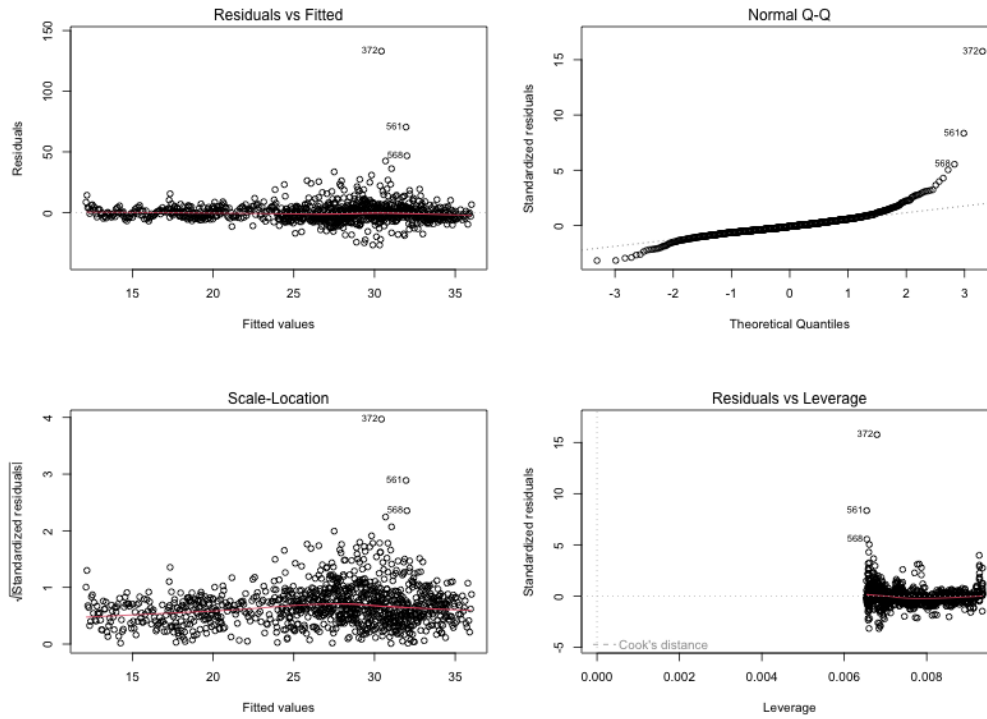 Residuals vs Fitted
Residuals
150
100
50
0
372
561
568
15 20 25 30 35
Fitted values
Normal Q-Q
Standardized residuals
15
10
5
0
372
561
568
-3 -2 -1 0 1 2 3
Theoretical Quantiles
Scale-Location
√|Standardized residuals|
4
3
2
1
0
372
561
568
15 20 25 30 35
Fitted values
Residuals vs Leverage
Standardized residuals
15
10
5
0
-5
372
561
568
Cook's distance
0.000 0.002 0.004 0.006 0.008
Leverage